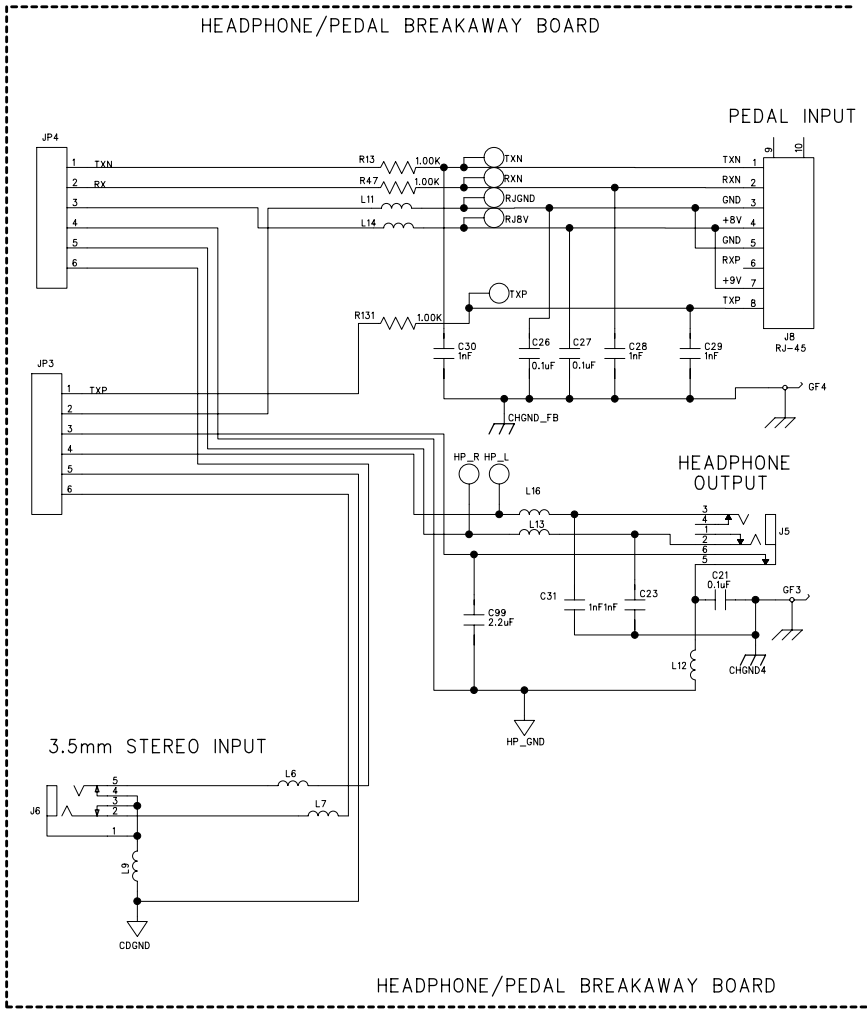 HEADPHONE/PEDAL BREAKAWAY BOARD
PEDAL INPUT
JP4
1 TXN
2 RX
3
4
5
6
R13 1.00K
R47 1.00K
L11
L14
TXN
RXN
RJGND
RJ8V
9 10
TXN 1
RXN 2
GND 3
+8V 4
GND 5
RXP 6
+9V 7
TXP 8
J8
RJ-45
TXP
R131 1.00K
C30
1nF
C26
0.1uF
C27
0.1uF
C28
1nF
C29
1nF
JP3
1 TXP
2
3
4
5
6
CHGND_FB
GF4
HP_R HP_L
HEADPHONE
OUTPUT
L16
L13
3
4
1
2
6
5
J5
C99
2.2uF
C31 1nF
1nF C23
C21
0.1uF
GF3
L12
CHGND4
HP_GND
3.5mm STEREO INPUT
J6
5
4
3
2
1
L6
L7
L9
CDGND
HEADPHONE/PEDAL BREAKAWAY BOARD